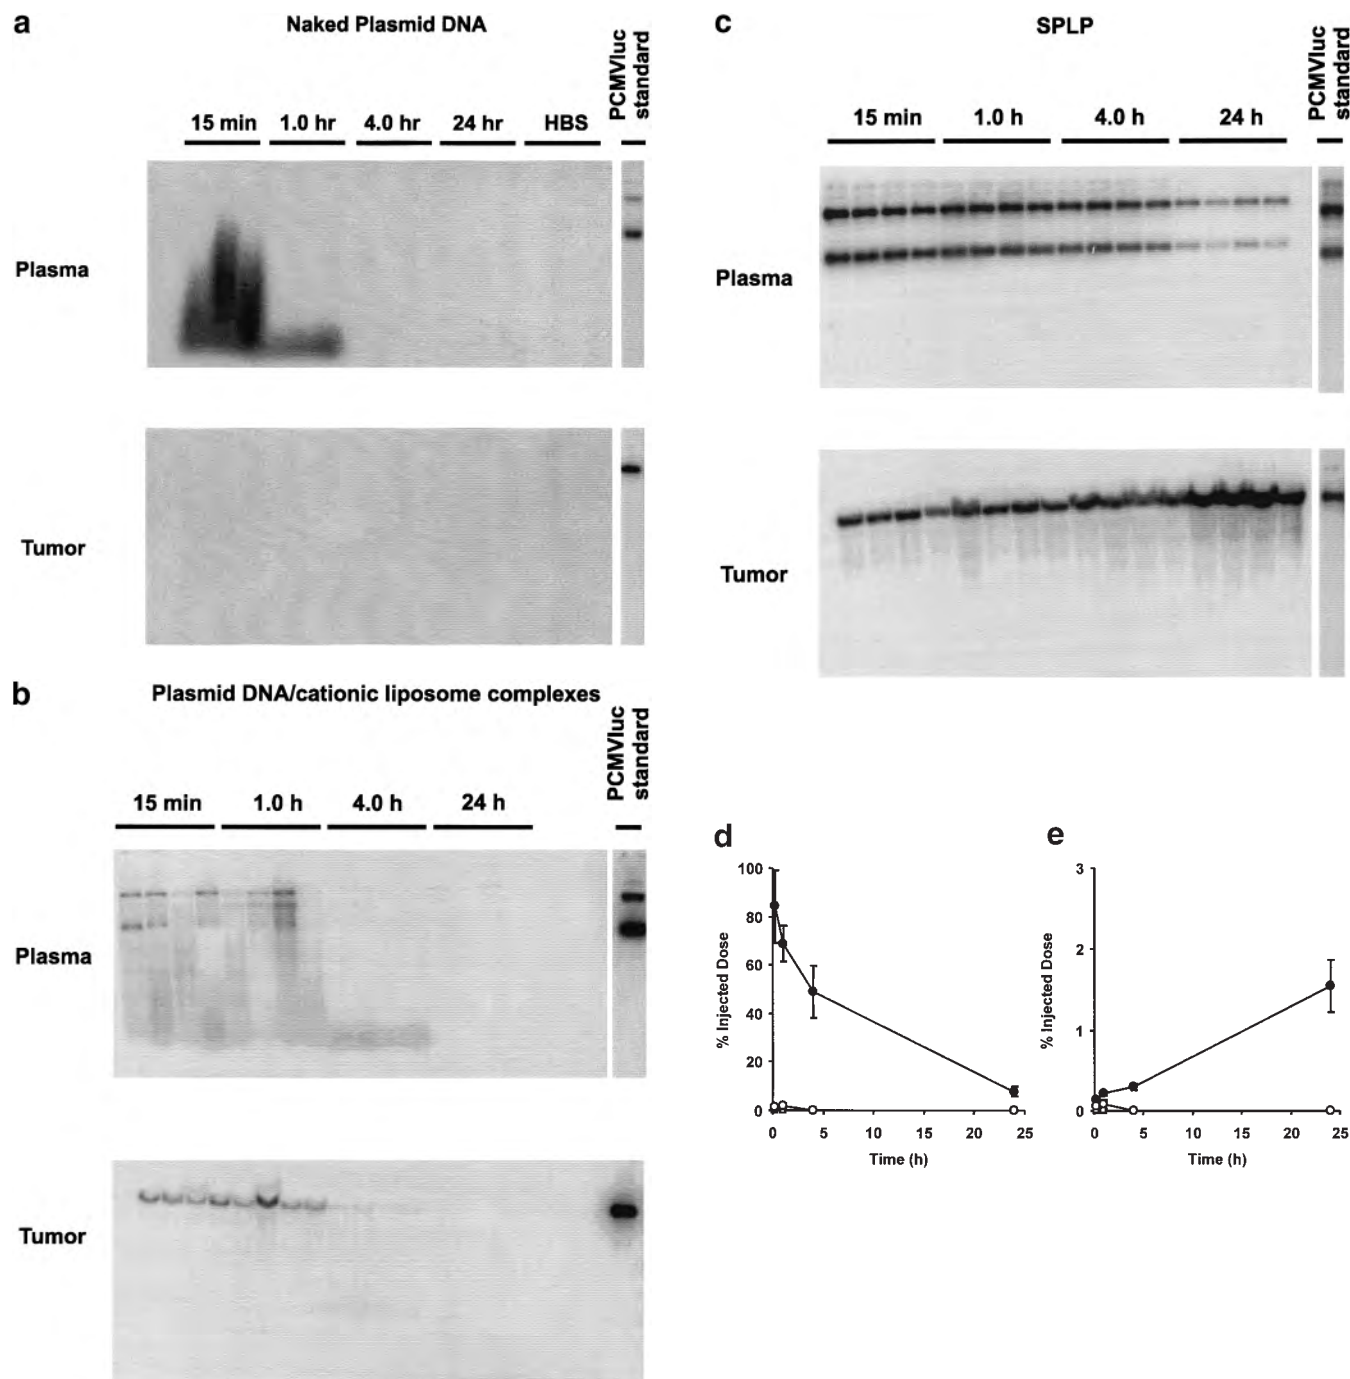 a
Naked Plasmid DNA
PCMVluc
standard
15 min 1.0 hr 4.0 hr 24 hr HBS
Plasma
Tumor
b
Plasmid DNA/cationic liposome complexes
PCMVluc
standard
15 min 1.0 h 4.0 h 24 h
Plasma
Tumor
c
SPLP
PCMVluc
standard
15 min 1.0 h 4.0 h 24 h
Plasma
Tumor
d
% Injected Dose
100
80
60
40
20
0
0 5 10 15 20 25
Time (h)
e
% Injected Dose
3
2
1
0
0 5 10 15 20 25
Time (h)